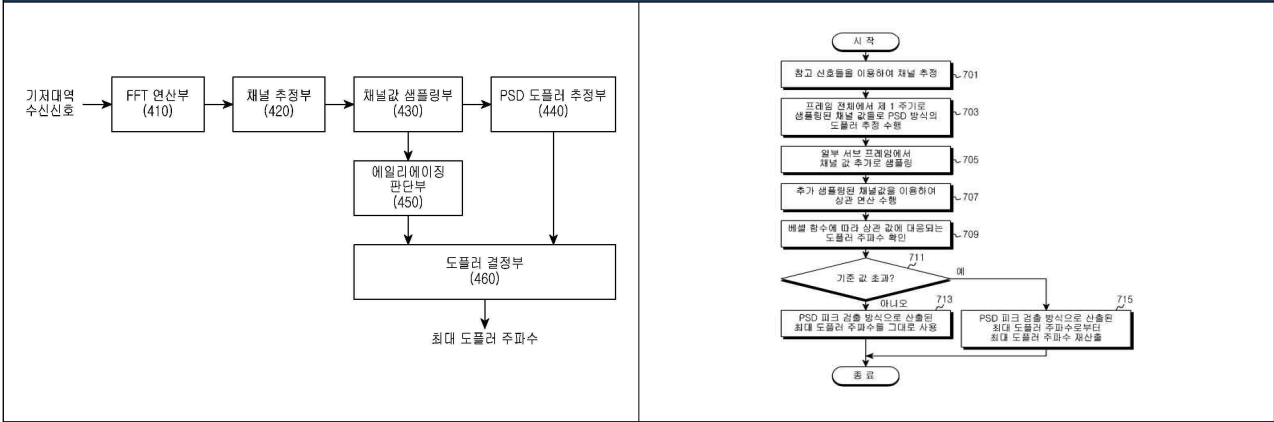 기저대역
수신신호
FFT 연산부
(410)
채널 추정부
(420)
채널값 샘플링부
(430)
PSD 도플러 추정부
(440)
에일리에이징
판단부
(450)
도플러 결정부
(460)
최대 도플러 주파수
시 작
참고 신호들을 이용하여 채널 추정
701
프레임 전체에서 제 1 주기로
샘플링된 채널 값들로 PSD 방식의
도플러 추정 수행
703
일부 서브 프레임에서
채널 값 추가로 샘플링
705
추가 샘플링된 채널값을 이용하여
상관 연산 수행
707
베셀 함수에 따라 상관 값에 대응되는
도플러 주파수 확인
709
711
기준 값 초과?
예
아니오
713
PSD 피크 검출 방식으로 산출된
최대 도플러 주파수를 그대로 사용
715
PSD 피크 검출 방식으로 산출된
최대 도플러 주파수로부터
최대 도플러 주파수 재산출
종 료